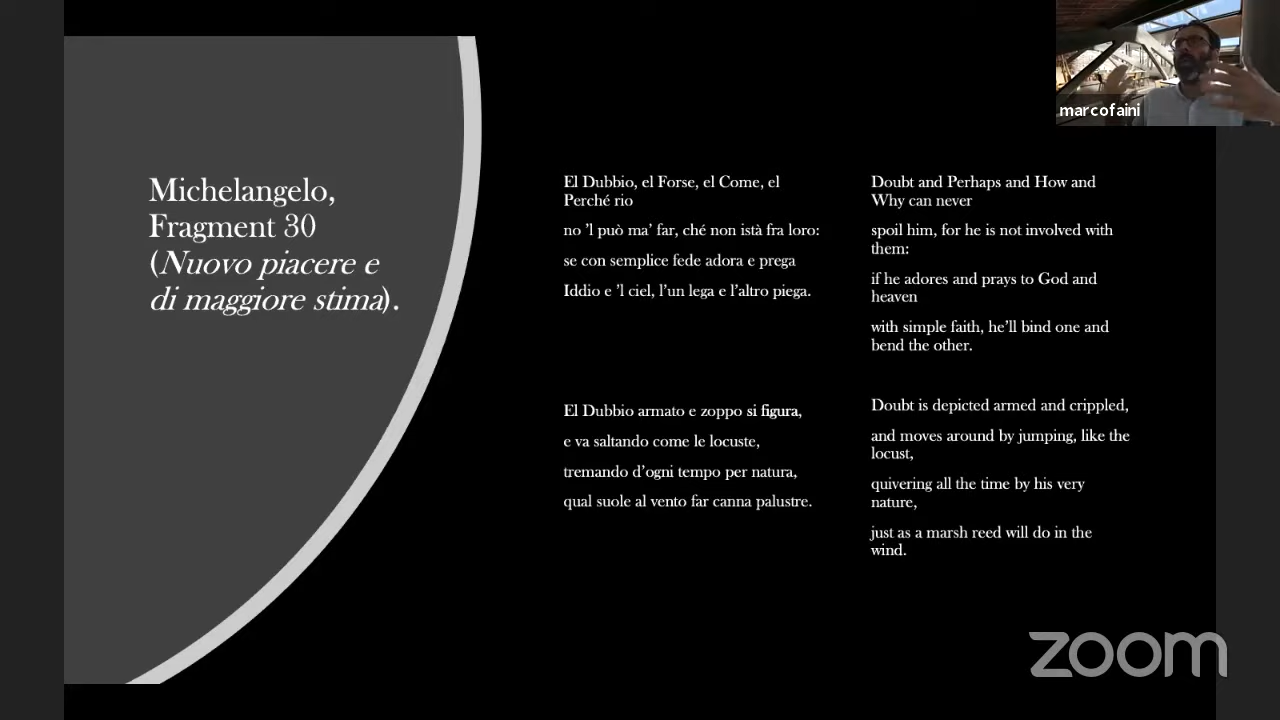 marcofaini
Michelangelo,
Fragment 30
(Nuovo piacere e
di maggiore stima).
El Dubbio, el Forse, el Come, el
Perché rio
no ’l può ma’ far, ché non istà fra loro:
se con semplice fede adora e prega
Iddio e ’l ciel, l’un lega e l’altro piega.
El Dubbio armato e zoppo si figura,
e va saltando come le locuste,
tremando d’ogni tempo per natura,
qual suole al vento far canna palustre.
Doubt and Perhaps and How and
Why can never
spoil him, for he is not involved with
them:
if he adores and prays to God and
heaven
with simple faith, he’ll bind one and
bend the other.
Doubt is depicted armed and crippled,
and moves around by jumping, like the
locust,
quivering all the time by his very
nature,
just as a marsh reed will do in the
wind.
zoom